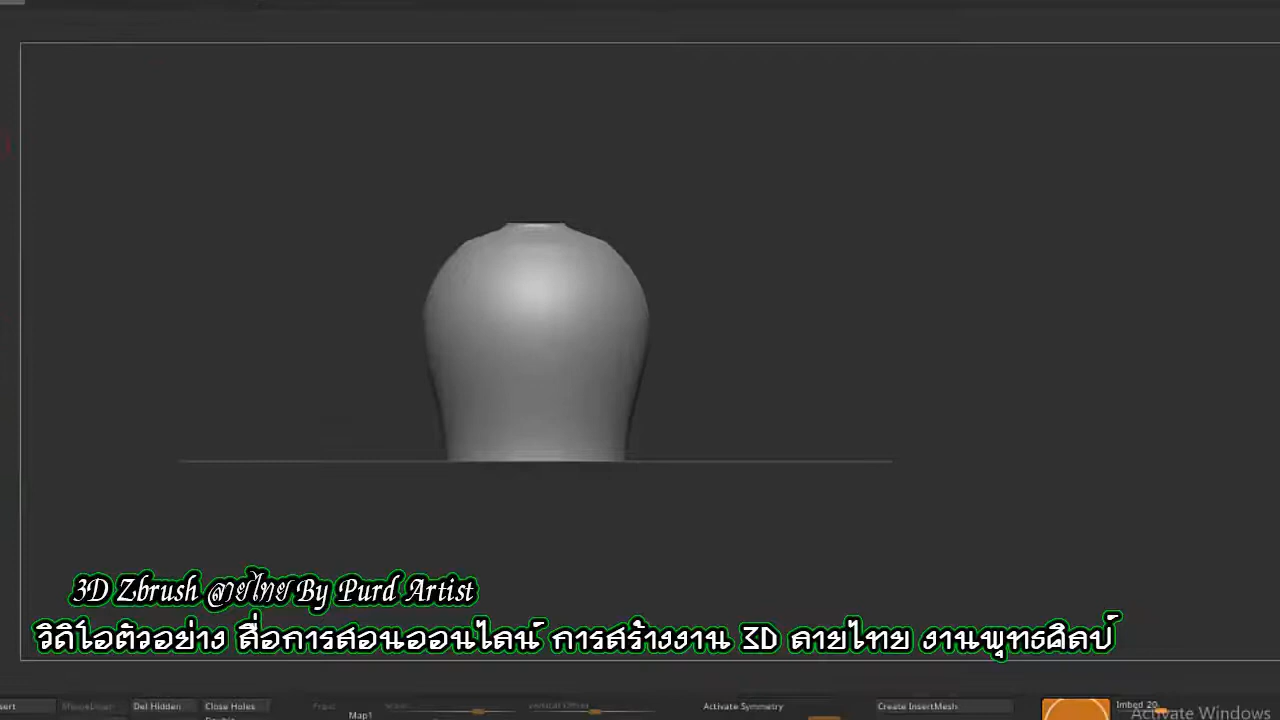 3D Zbrush ลายไทย By Purd Artist
วิดิโอตัวอย่าง สื่อการสอนออนไลน์ การสร้างงาน 3D ลายไทย งานพุทธศิลป์
Del Hidden Close Holes Activate Symmetry Create InsertMesh Imbed 20
Map1 Activate Windows